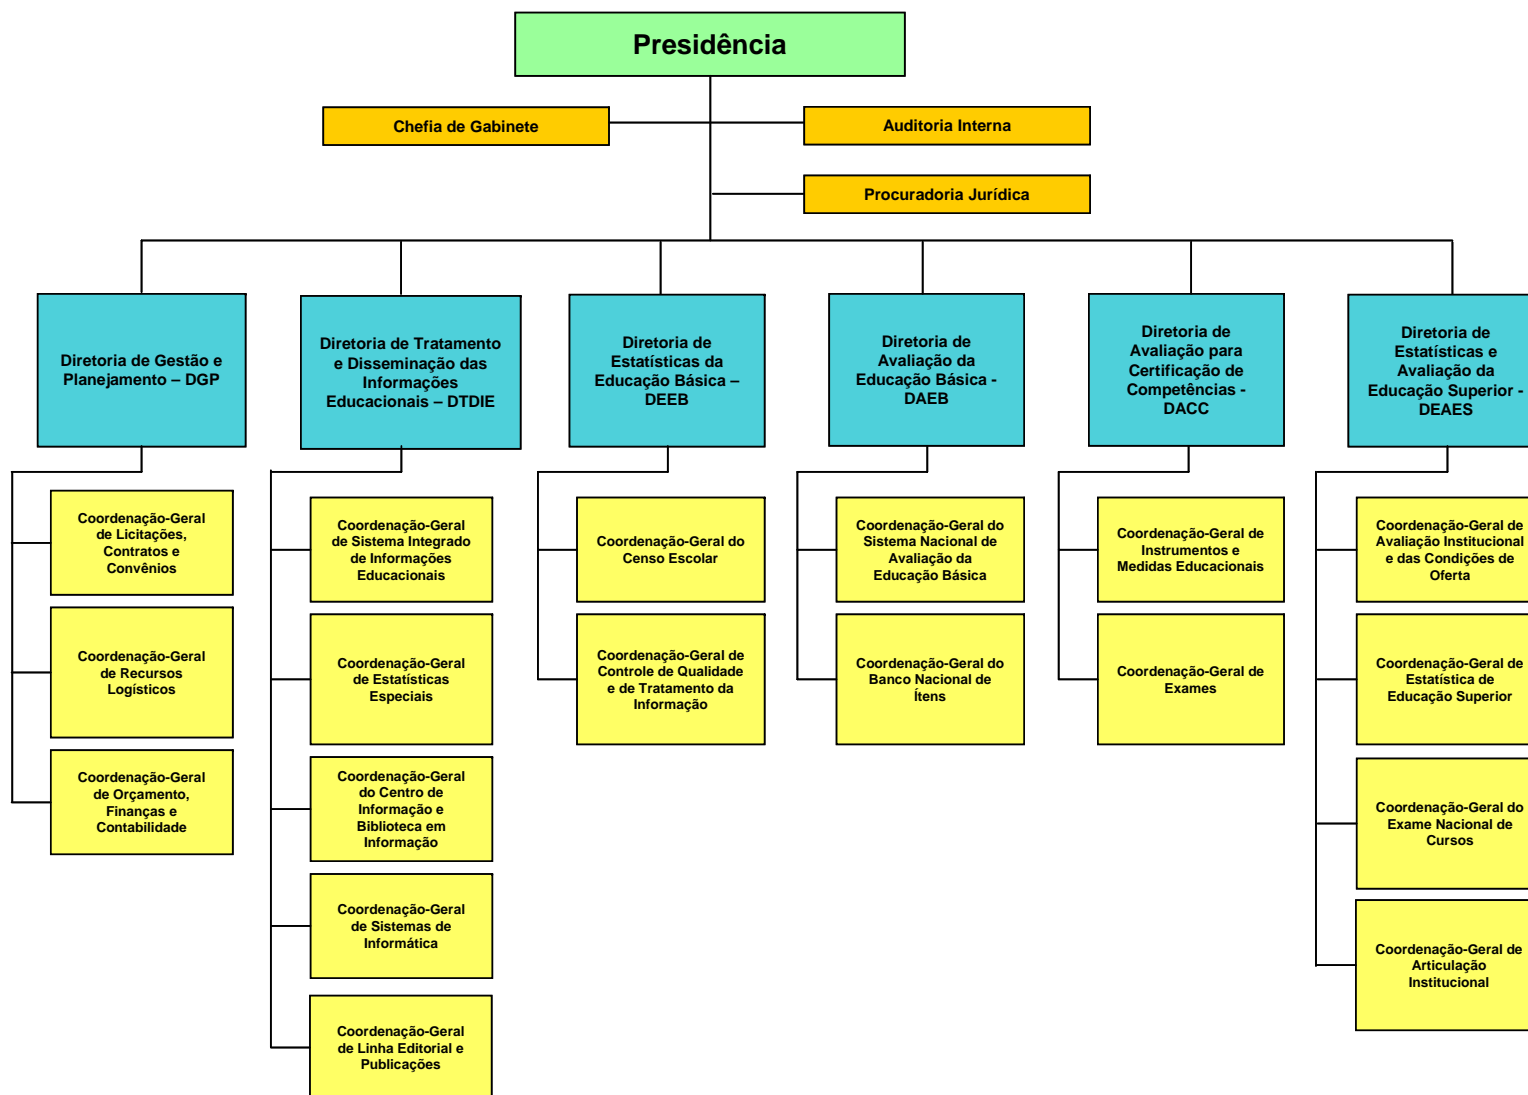 Presidência
Chefia de Gabinete
Auditoria Interna
Procuradoria Jurídica
Diretoria de Gestão e
Planejamento – DGP
Diretoria de Tratamento
e Disseminação das
Informações
Educacionais – DTDIE
Diretoria de
Estatísticas da
Educação Básica –
DEEB
Diretoria de
Avaliação da
Educação Básica -
DAEB
Diretoria de
Avaliação para
Certificação de
Competências -
DACC
Diretoria de
Estatísticas e
Avaliação da
Educação Superior -
DEAES
Coordenação-Geral
de Licitações,
Contratos e
Convênios
Coordenação-Geral
de Recursos
Logísticos
Coordenação-Geral
de Orçamento,
Finanças e
Contabilidade
Coordenação-Geral
de Sistema Integrado
de Informações
Educacionais
Coordenação-Geral
de Estatísticas
Especiais
Coordenação-Geral
do Centro de
Informação e
Biblioteca em
Informação
Coordenação-Geral
de Sistemas de
Informática
Coordenação-Geral
de Linha Editorial e
Publicações
Coordenação-Geral do
Censo Escolar
Coordenação-Geral de
Controle de Qualidade
e de Tratamento da
Informação
Coordenação-Geral do
Sistema Nacional de
Avaliação da
Educação Básica
Coordenação-Geral do
Banco Nacional de
Ítens
Coordenação-Geral de
Instrumentos e
Medidas Educacionais
Coordenação-Geral de
Exames
Coordenação-Geral de
Avaliação Institucional
e das Condições de
Oferta
Coordenação-Geral de
Estatística de
Educação Superior
Coordenação-Geral do
Exame Nacional de
Cursos
Coordenação-Geral de
Articulação
Institucional